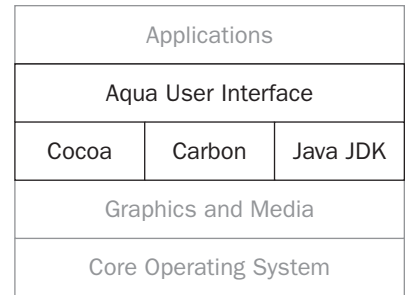 Applications
Aqua User Interface
Cocoa Carbon Java JDK
Graphics and Media
Core Operating System